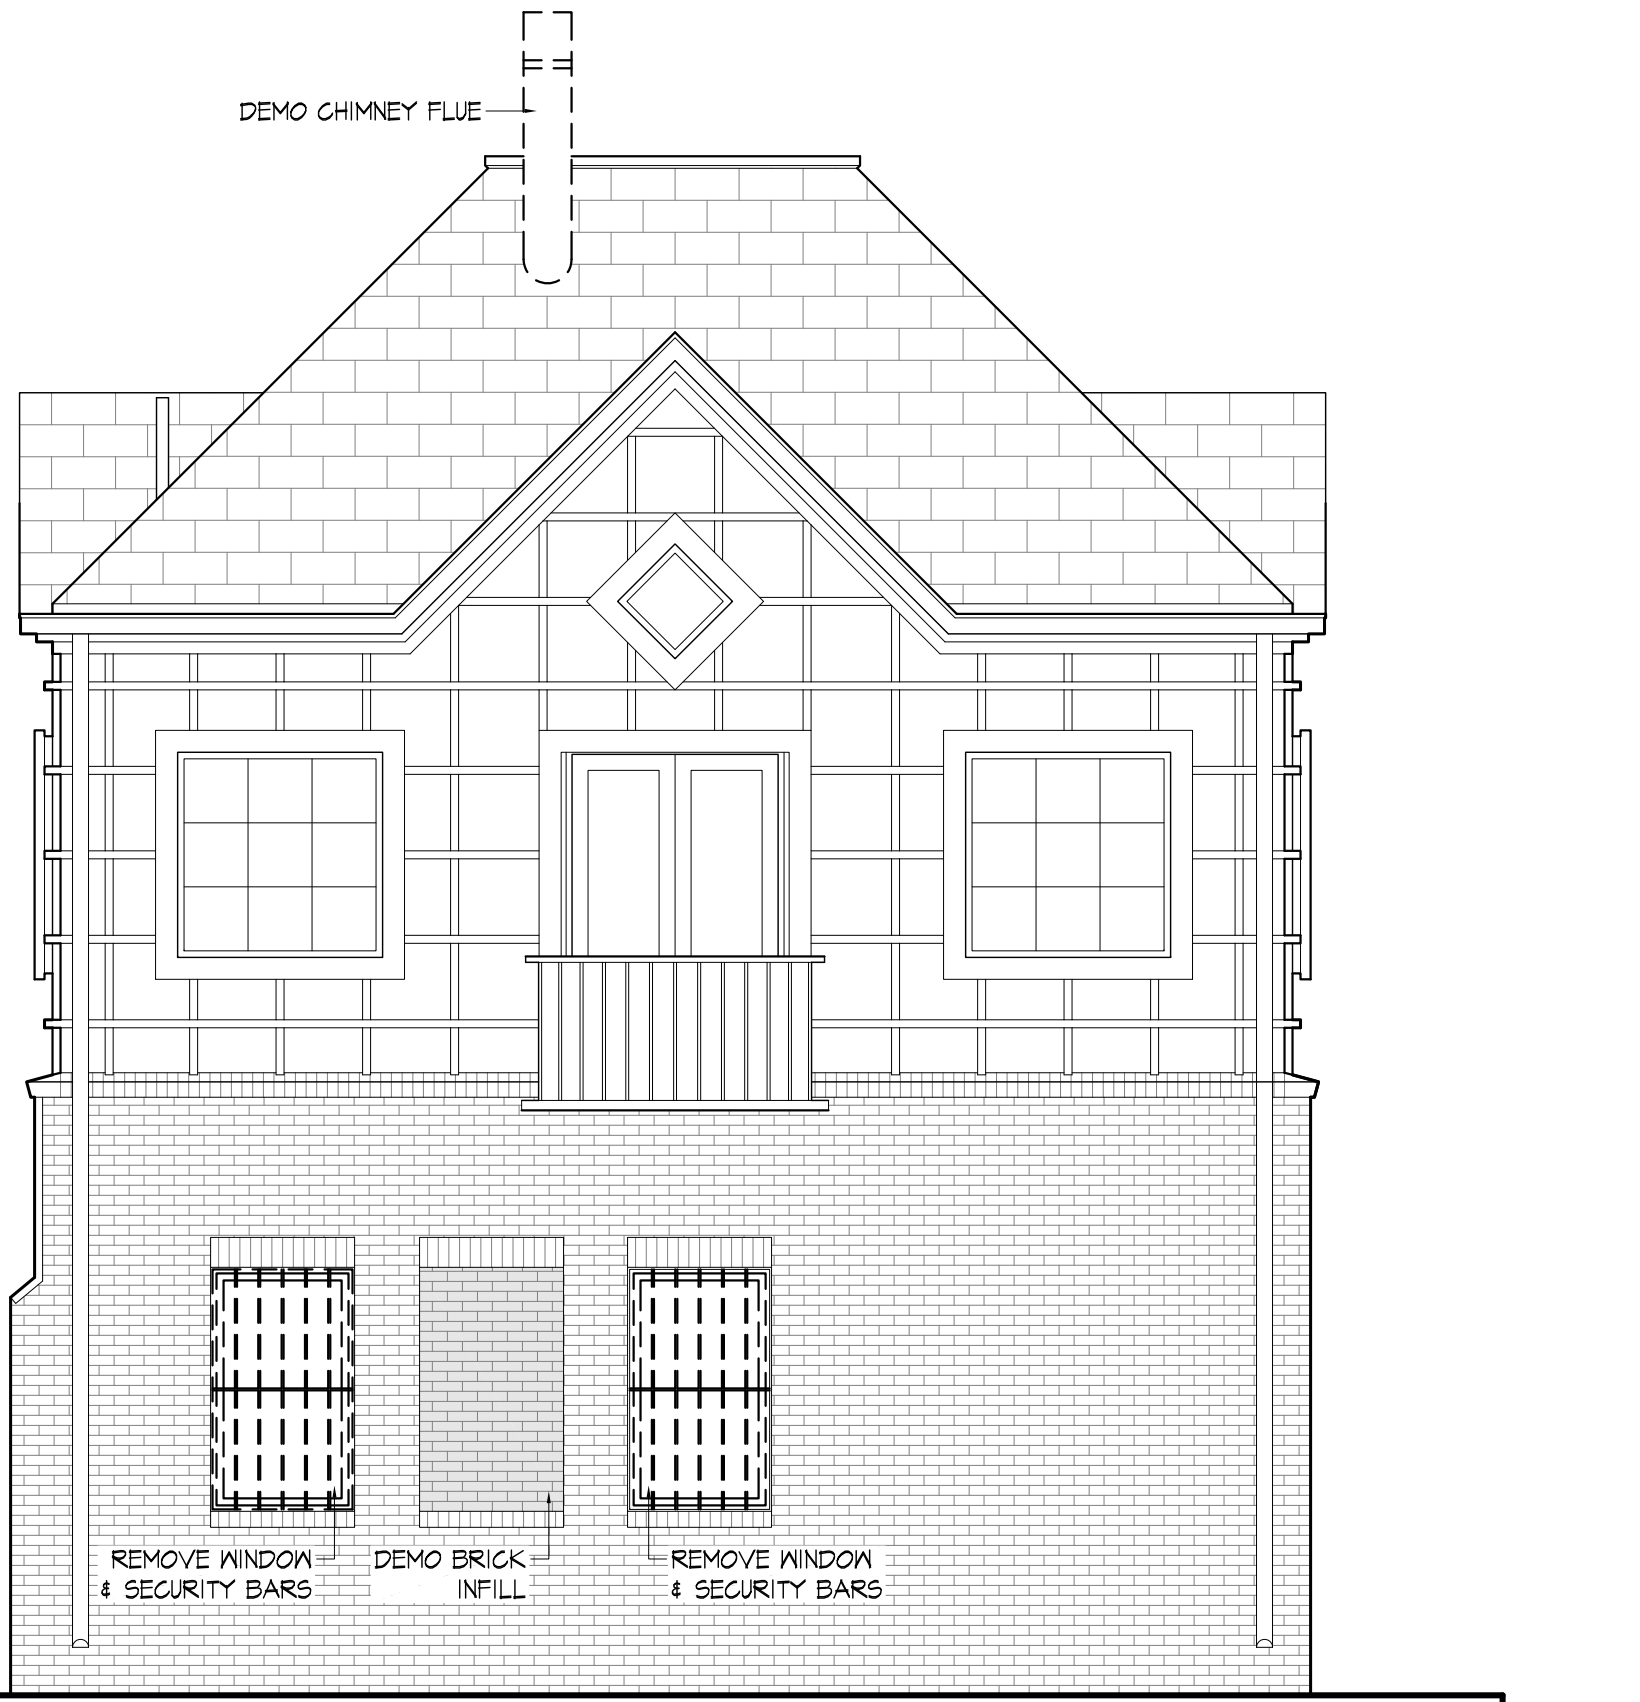 DEMO CHIMNEY FLUE
REMOVE WINDOW
& SECURITY BARS
DEMO BRICK
INFILL
REMOVE WINDOW
& SECURITY BARS